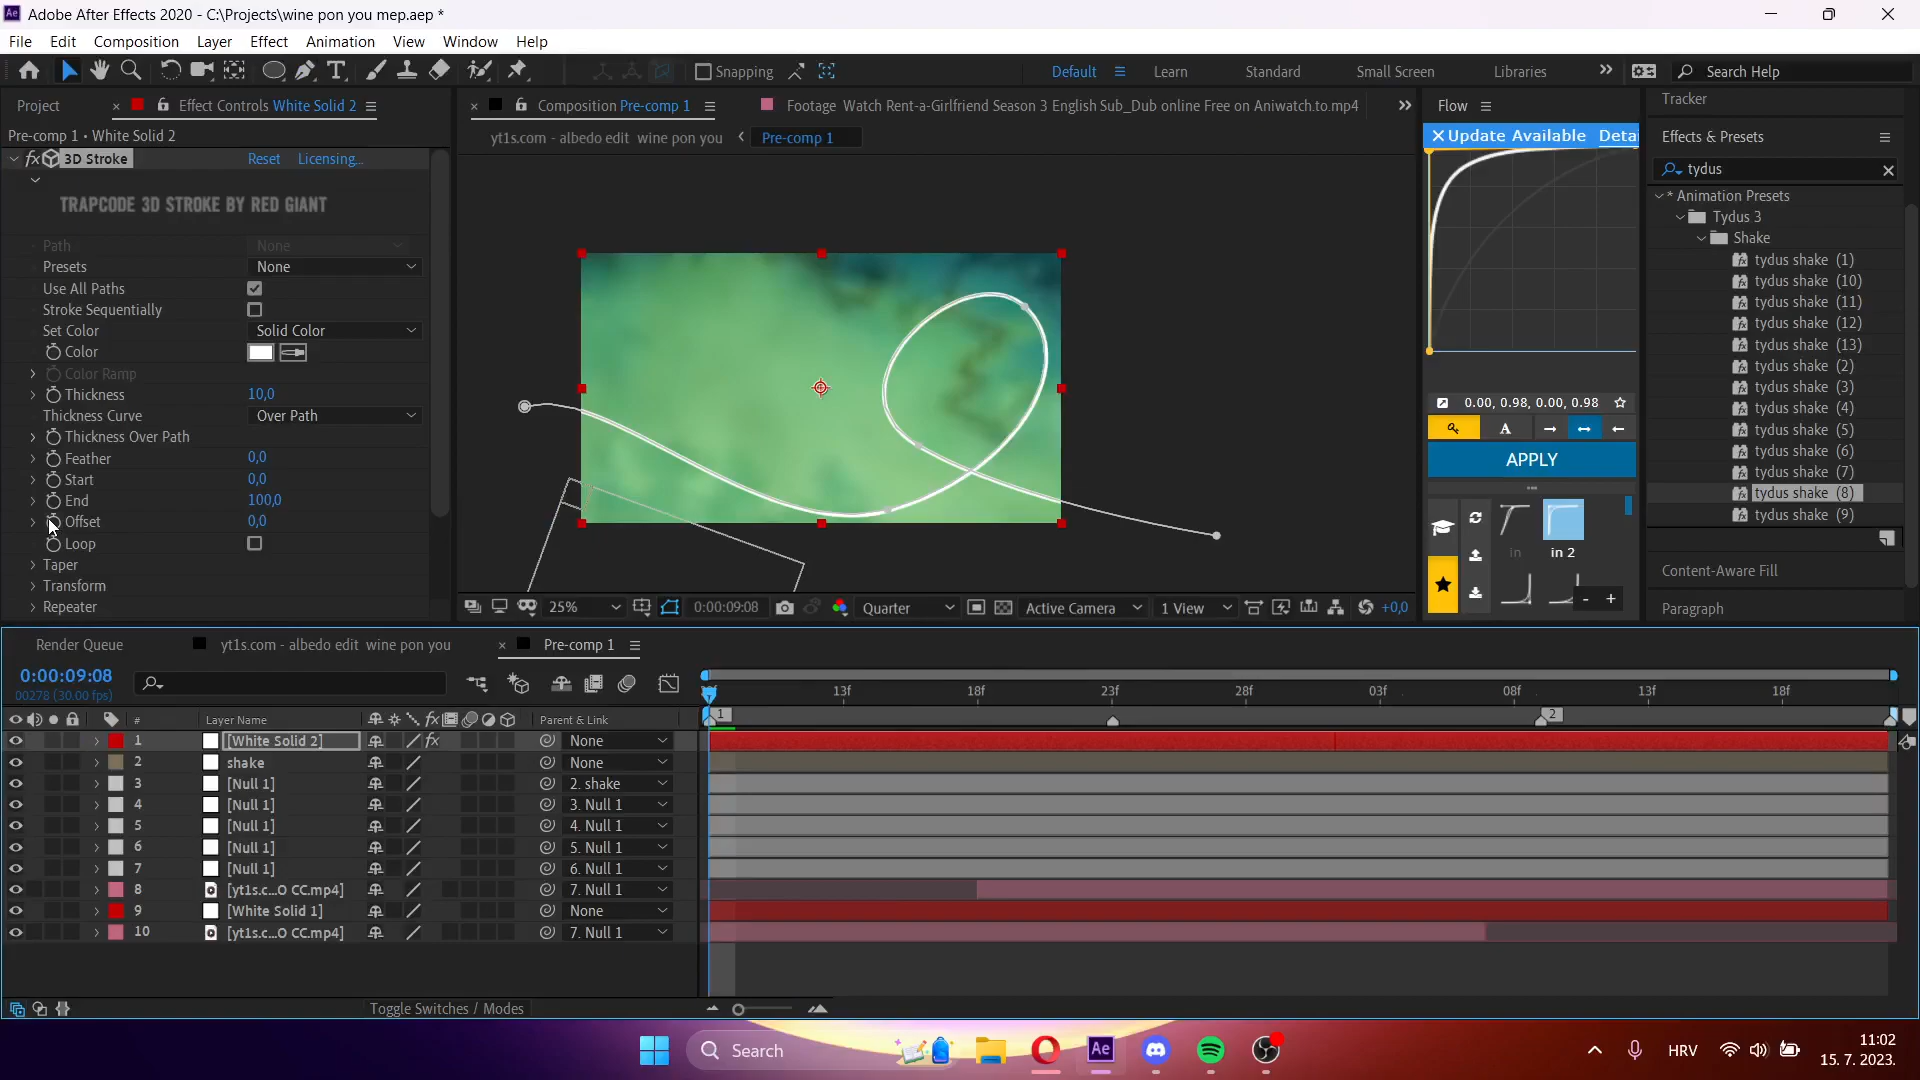 Adobe After Effects 2020 - C:\Projects\wine pon you mep.aep *
File Edit Composition Layer Effect Animation View Window Help
Snapping Default Learn Standard Small Screen Libraries Search Help
Project Effect Controls White Solid 2
Pre-comp 1 • White Solid 2
fx 3D Stroke Reset Licensing...
TRAPCODE 3D STROKE BY RED GIANT
Path None
Presets None
Use All Paths
Stroke Sequentially
Set Color Solid Color
Color
Color Ramp
Thickness 10,0
Thickness Curve Over Path
Thickness Over Path
Feather 0,0
Start 0,0
End 100,0
Offset 0,0
Loop
Taper
Transform
Repeater
Composition Pre-comp 1 Footage Watch Rent-a-Girlfriend Season 3 English Sub_Dub online Free on Aniwatch.to.mp4
yt1s.com - albedo edit wine pon you Pre-comp 1
25% 0:00:09:08 Quarter Active Camera 1 View +0,0
Flow
Update Available Detai
0.00, 0.98, 0.00, 0.98
A
APPLY
In in 2
- +
Tracker
Effects & Presets
tydus
* Animation Presets
Tydus 3
Shake
tydus shake (1)
tydus shake (10)
tydus shake (11)
tydus shake (12)
tydus shake (13)
tydus shake (2)
tydus shake (3)
tydus shake (4)
tydus shake (5)
tydus shake (6)
tydus shake (7)
tydus shake (8)
tydus shake (9)
Content-Aware Fill
Paragraph
Render Queue yt1s.com - albedo edit wine pon you Pre-comp 1
0:00:09:08
00278 (30.00 fps)
13f 18f 23f 28f 03f 08f 13f 18f
# Layer Name fx Parent & Link
1 2
1 [White Solid 2] fx None
2 shake None
3 [Null 1] 2. shake
4 [Null 1] 3. Null 1
5 [Null 1] 4. Null 1
6 [Null 1] 5. Null 1
7 [Null 1] 6. Null 1
8 [yt1s.c...O CC.mp4] 7. Null 1
9 [White Solid 1] None
10 [yt1s.c...O CC.mp4] 7. Null 1
Toggle Switches / Modes
Search Ae HRV 11:02
15. 7. 2023.